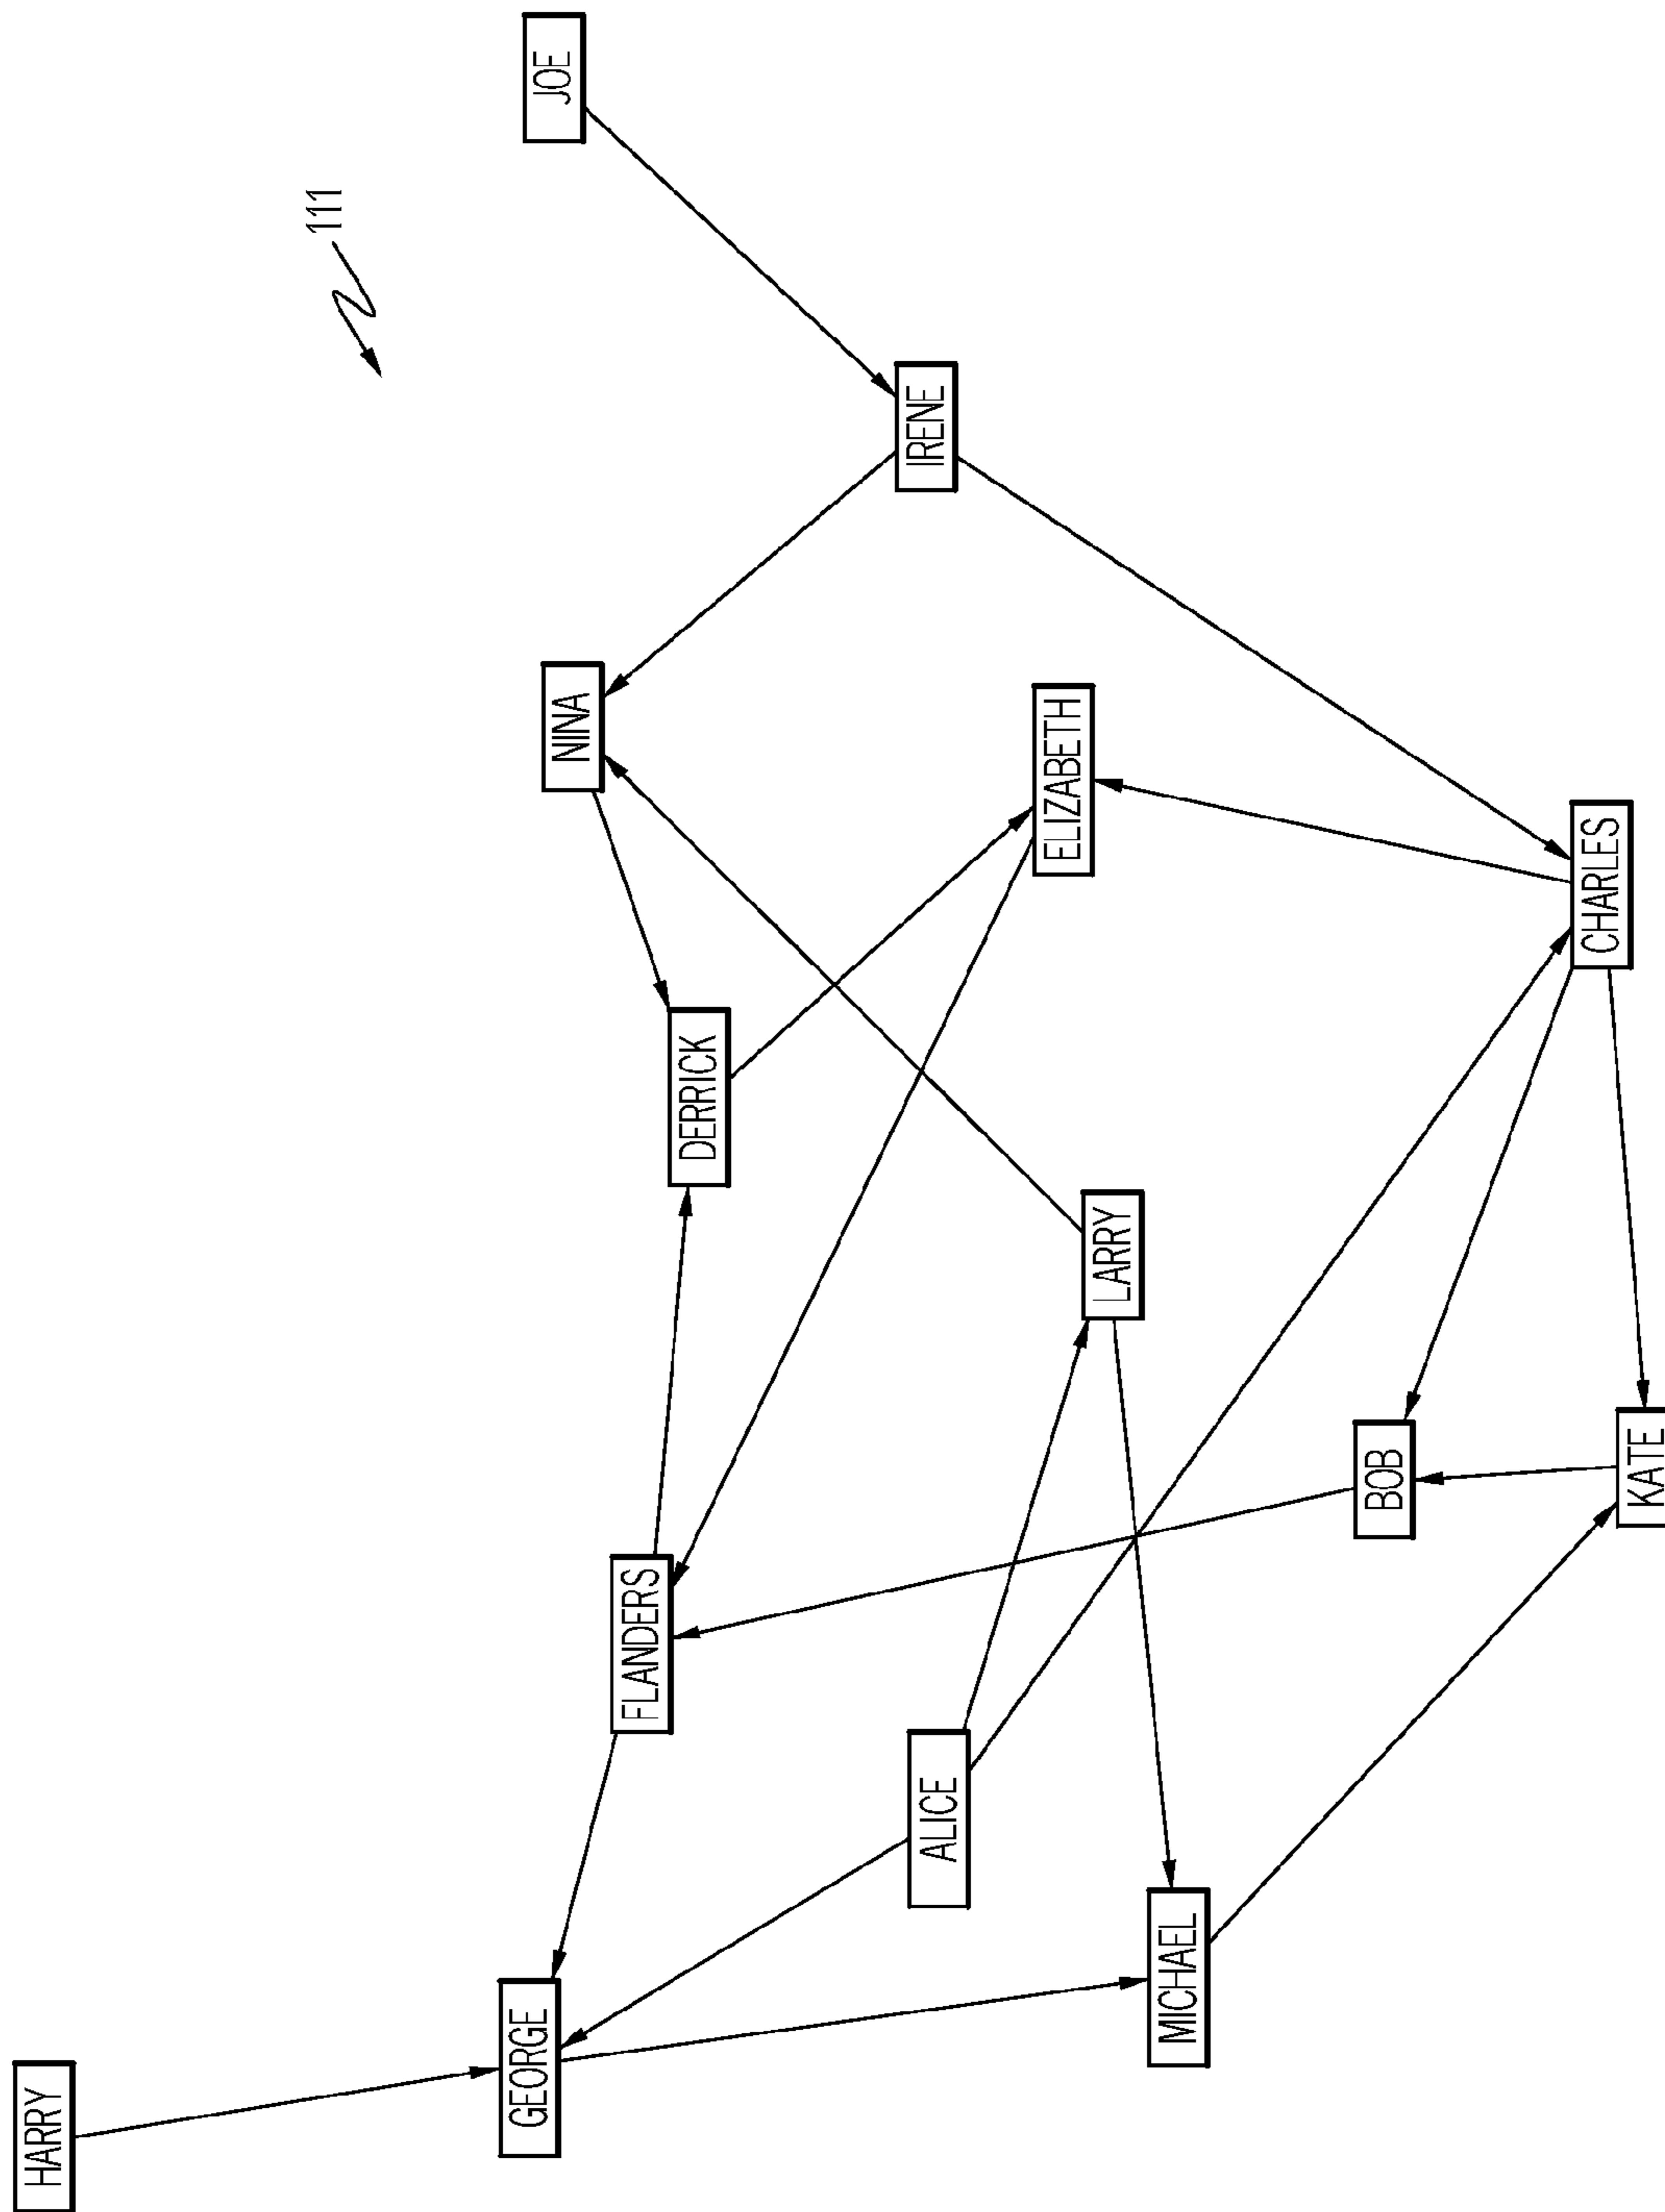 HARRY
GEORGE
FLANDERS
ALICE
MICHAEL
DERRICK
LARRY
BOB
KATE
NINA
ELIZABETH
CHARLES
IRENE
JOE
111